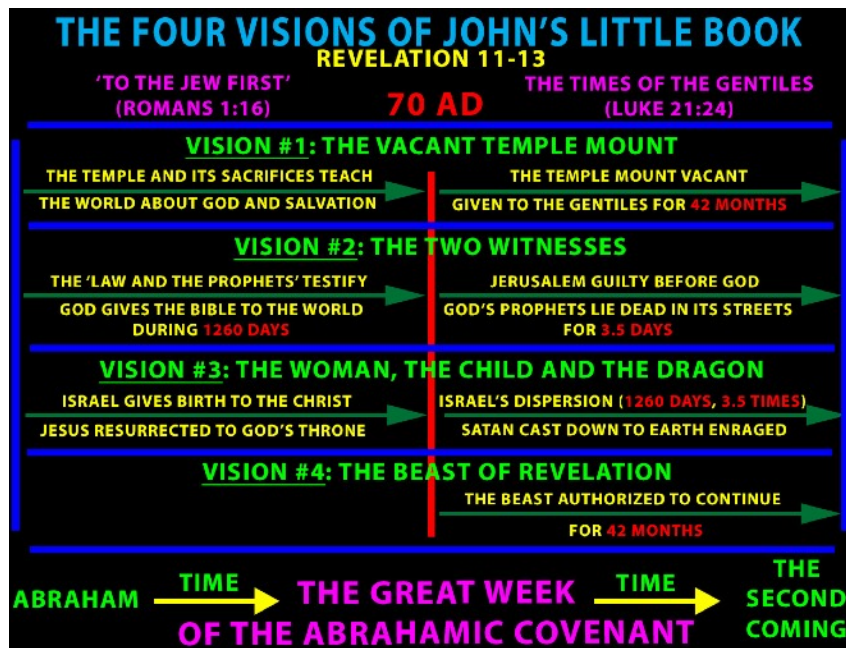 THE FOUR VISIONS OF JOHN'S LITTLE BOOK
REVELATION 11-13
'TO THE JEW FIRST'
(ROMANS 1:16)
70 AD
THE TIMES OF THE GENTILES
(LUKE 21:24)
VISION #1: THE VACANT TEMPLE MOUNT
THE TEMPLE AND ITS SACRIFICES TEACH
THE WORLD ABOUT GOD AND SALVATION
THE TEMPLE MOUNT VACANT
GIVEN TO THE GENTILES FOR 42 MONTHS
VISION #2: THE TWO WITNESSES
THE 'LAW AND THE PROPHETS' TESTIFY
GOD GIVES THE BIBLE TO THE WORLD
DURING 1260 DAYS
JERUSALEM GUILTY BEFORE GOD
GOD'S PROPHETS LIE DEAD IN ITS STREETS
FOR 3.5 DAYS
VISION #3: THE WOMAN, THE CHILD AND THE DRAGON
ISRAEL GIVES BIRTH TO THE CHRIST
JESUS RESURRECTED TO GOD'S THRONE
ISRAEL'S DISPERSION (1260 DAYS, 3.5 TIMES)
SATAN CAST DOWN TO EARTH ENRAGED
VISION #4: THE BEAST OF REVELATION
THE BEAST AUTHORIZED TO CONTINUE
FOR 42 MONTHS
ABRAHAM
TIME
THE GREAT WEEK
OF THE ABRAHAMIC COVENANT
TIME
THE
SECOND
COMING